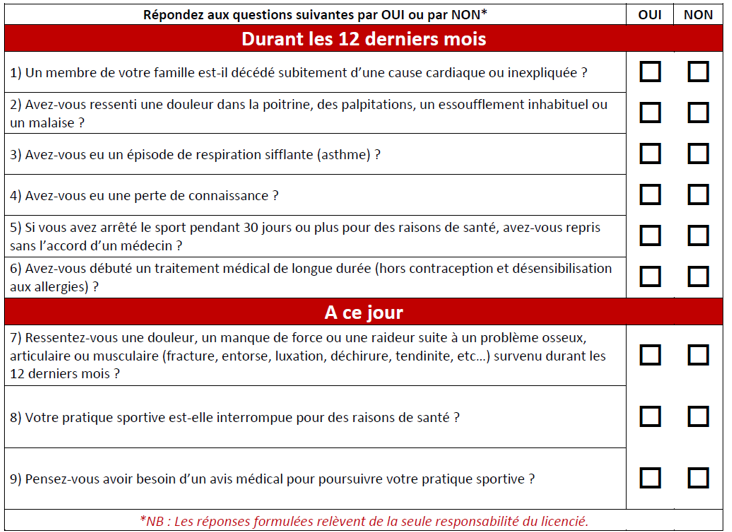 Répondez aux questions suivantes par OUI ou par NON* OUI NON
Durant les 12 derniers mois
1) Un membre de votre famille est-il décédé subitement d’une cause cardiaque ou inexpliquée ?
2) Avez-vous ressenti une douleur dans la poitrine, des palpitations, un essoufflement inhabituel ou
un malaise ?
3) Avez-vous eu un épisode de respiration sifflante (asthme) ?
4) Avez-vous eu une perte de connaissance ?
5) Si vous avez arrêté le sport pendant 30 jours ou plus pour des raisons de santé, avez-vous repris
sans l’accord d’un médecin ?
6) Avez-vous débuté un traitement médical de longue durée (hors contraception et désensibilisation
aux allergies) ?
A ce jour
7) Ressentez-vous une douleur, un manque de force ou une raideur suite à un problème osseux,
articulaire ou musculaire (fracture, entorse, luxation, déchirure, tendinite, etc...) survenu durant les
12 derniers mois ?
8) Votre pratique sportive est-elle interrompue pour des raisons de santé ?
9) Pensez-vous avoir besoin d’un avis médical pour poursuivre votre pratique sportive ?
*NB : Les réponses formulées relèvent de la seule responsabilité du licencié.